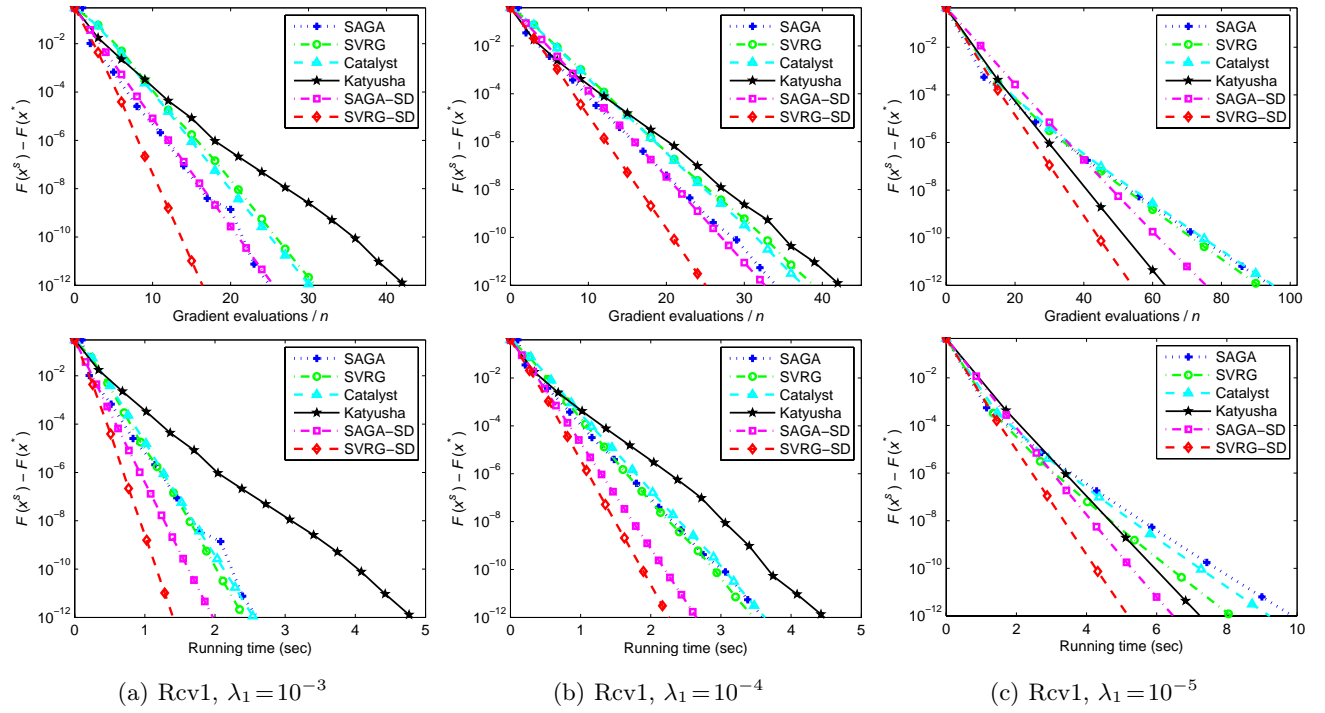 SAGA
SVRG
Catalyst
Katyusha
SAGA−SD
SVRG−SD
F(x^s) − F(x^*)
10^−2
10^−4
10^−6
10^−8
10^−10
10^−12
0 10 20 30 40
Gradient evaluations / n
SAGA
SVRG
Catalyst
Katyusha
SAGA−SD
SVRG−SD
F(x^s) − F(x^*)
10^−2
10^−4
10^−6
10^−8
10^−10
10^−12
0 10 20 30 40
Gradient evaluations / n
SAGA
SVRG
Catalyst
Katyusha
SAGA−SD
SVRG−SD
F(x^s) − F(x^*)
10^−2
10^−4
10^−6
10^−8
10^−10
10^−12
0 20 40 60 80 100
Gradient evaluations / n
SAGA
SVRG
Catalyst
Katyusha
SAGA−SD
SVRG−SD
F(x^s) − F(x^*)
10^−2
10^−4
10^−6
10^−8
10^−10
10^−12
0 1 2 3 4 5
Running time (sec)
SAGA
SVRG
Catalyst
Katyusha
SAGA−SD
SVRG−SD
F(x^s) − F(x^*)
10^−2
10^−4
10^−6
10^−8
10^−10
10^−12
0 1 2 3 4 5
Running time (sec)
SAGA
SVRG
Catalyst
Katyusha
SAGA−SD
SVRG−SD
F(x^s) − F(x^*)
10^−2
10^−4
10^−6
10^−8
10^−10
10^−12
0 2 4 6 8 10
Running time (sec)
(a) Rcv1, λ₁=10^−3
(b) Rcv1, λ₁=10^−4
(c) Rcv1, λ₁=10^−5